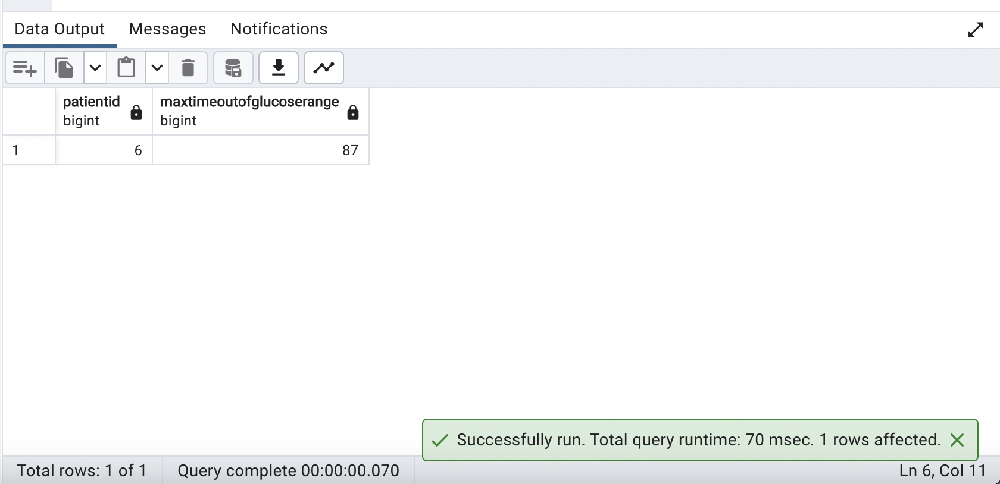 Data Output Messages Notifications
patientid maxtimeoutofglucoserange
bigint bigint
1 6 87
Successfully run. Total query runtime: 70 msec. 1 rows affected.
Total rows: 1 of 1 Query complete 00:00:00.070 Ln 6, Col 11